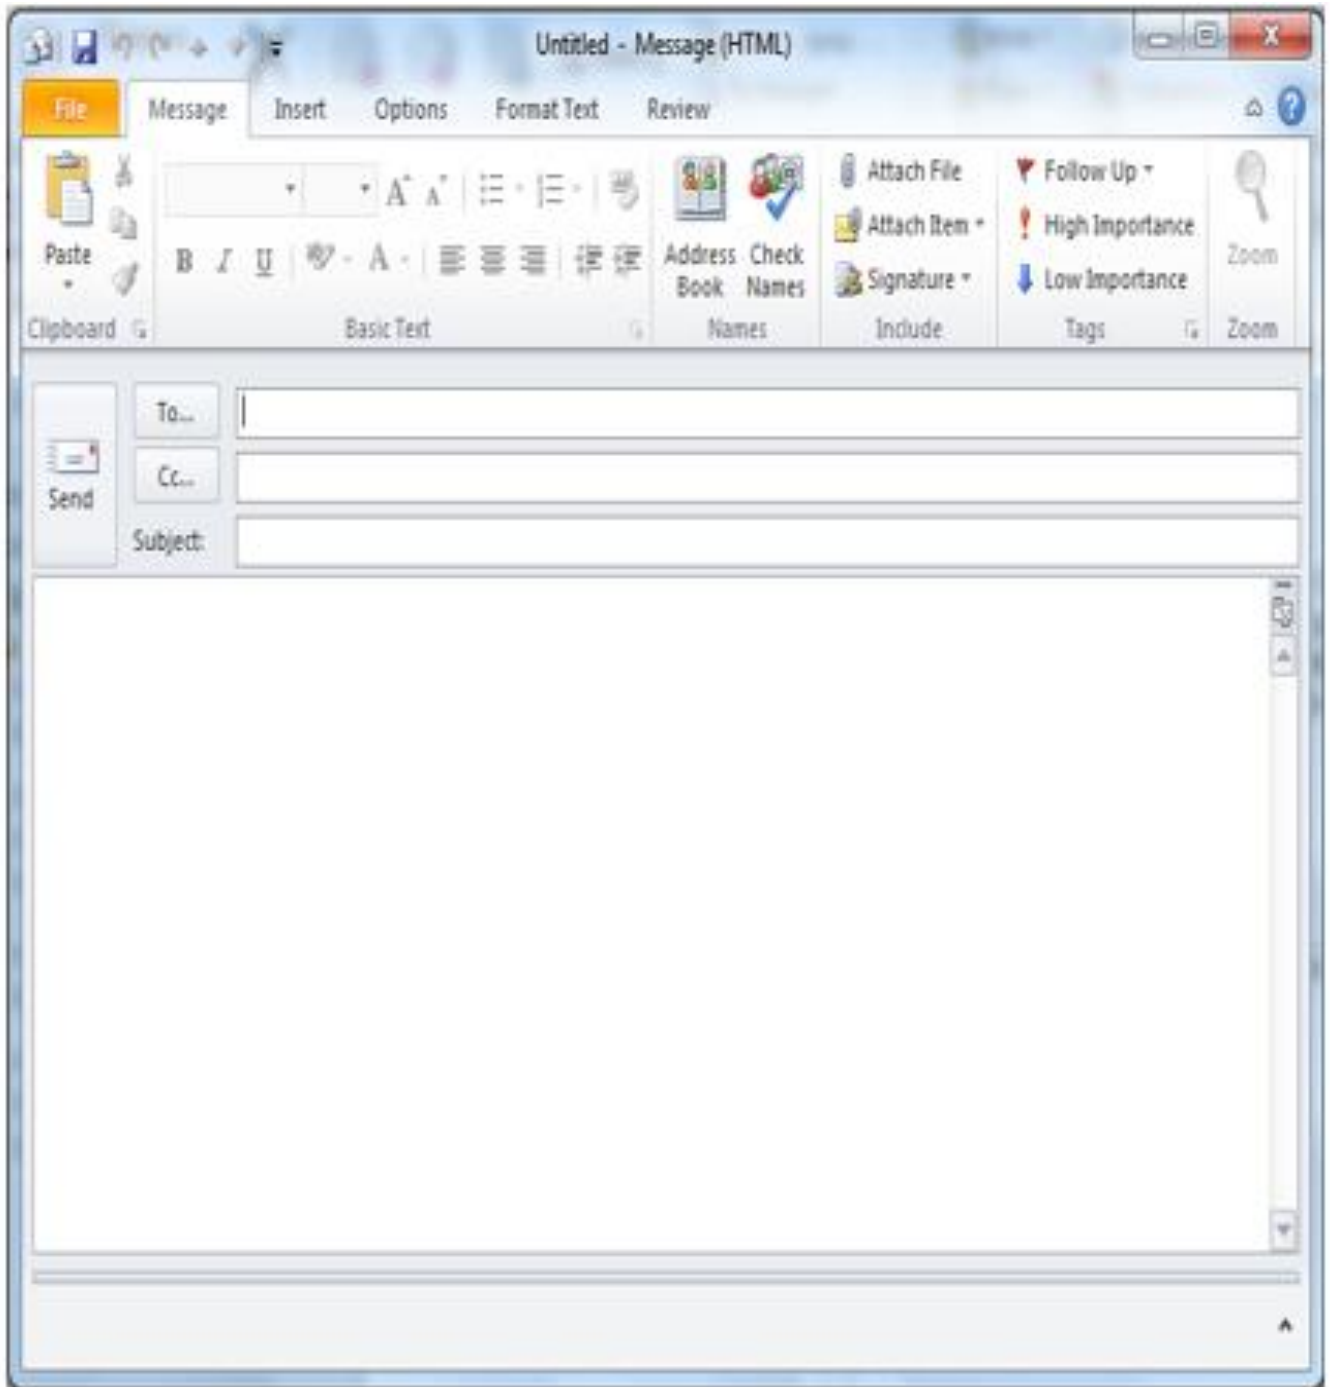 Untitled - Message (HTML)
File Message Insert Options Format Text Review
Paste
A A
B I U A
Address Book
Check Names
Attach File
Attach Item
Signature
Follow Up
High Importance
Low Importance
Zoom
Clipboard Basic Text Names Include Tags Zoom
To...
Cc...
Send
Subject: